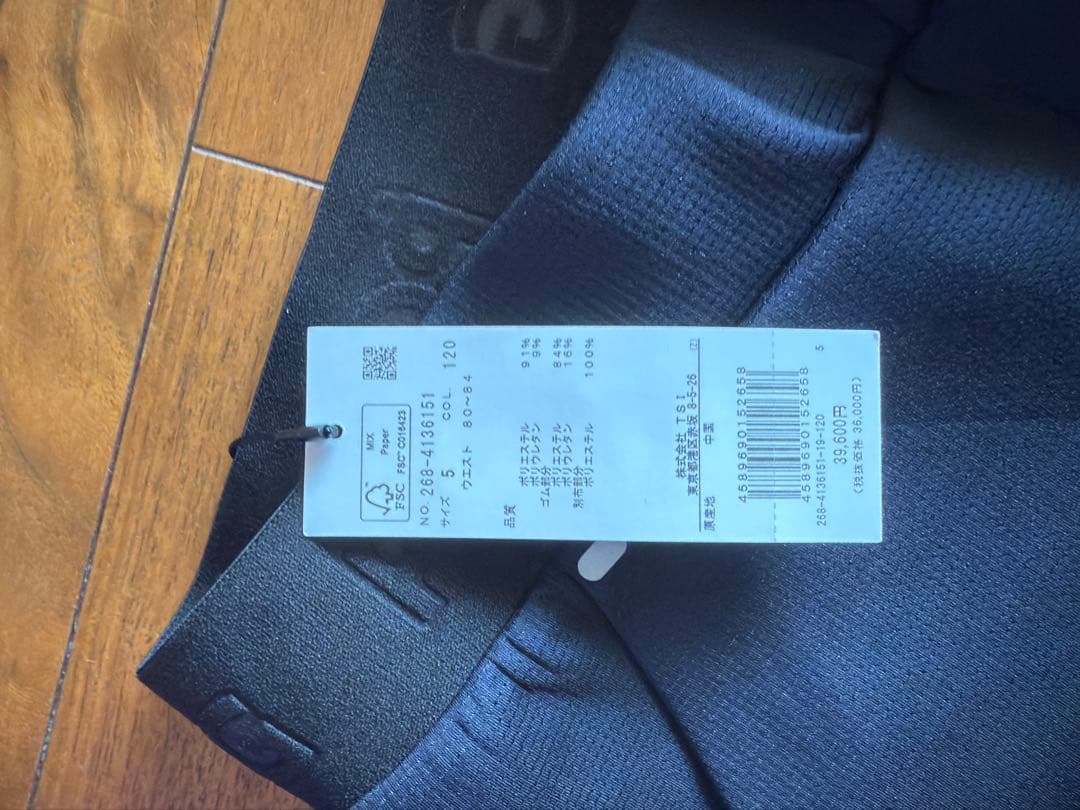 MIX
Paper
FSC
FSC™ C016423
NO. 268-4136151
サイズ 5 COL. 120
ウエスト 80~84
品質
ポリエステル 91%
ポリウレタン 9%
ゴム部分
ポリエステル 84%
ポリウレタン 16%
別布部分
ポリエステル 100%
株式会社 TSI
東京都港区赤坂 8-5-26
原産地 中国 (2)
4589690152658
4589690152658
268-4136151-19-120 5
39,600円
(税抜価格 36,000円)